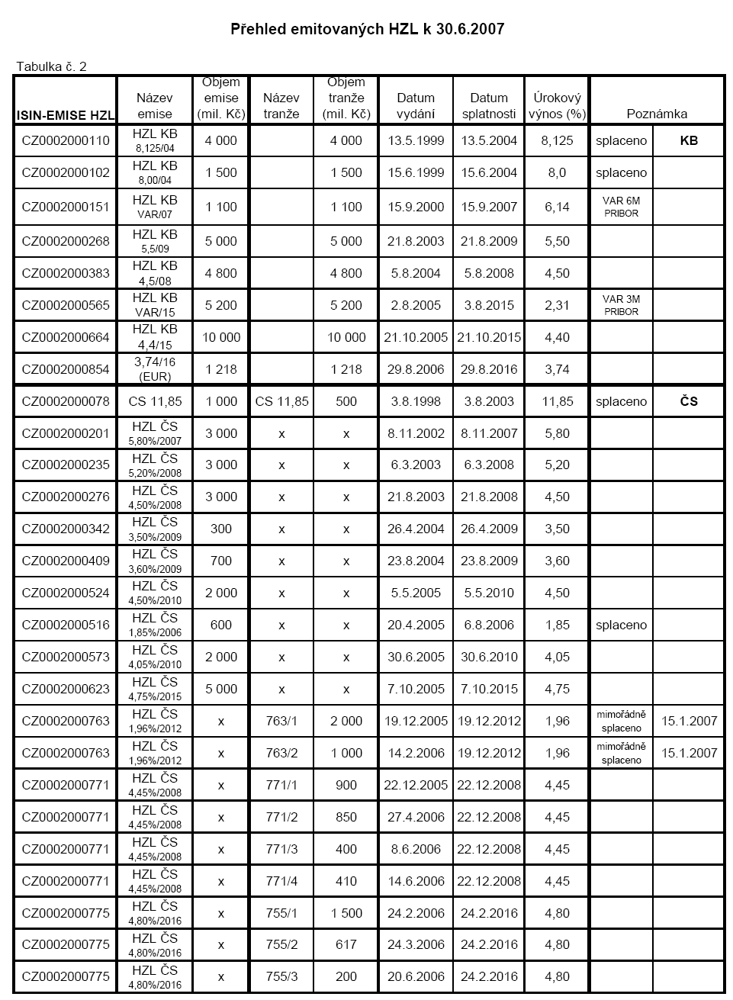 Přehled emitovaných HZL k 30.6.2007
Tabulka č. 2
ISIN-EMISE HZL Název emise Objem emise (mil. Kč) Název tranže Objem tranže (mil. Kč) Datum vydání Datum splatnosti Úrokový výnos (%) Poznámka
CZ0002000110 HZL KB 8,125/04 4 000 4 000 13.5.1999 13.5.2004 8,125 splaceno KB
CZ0002000102 HZL KB 8,00/04 1 500 1 500 15.6.1999 15.6.2004 8,0 splaceno
CZ0002000151 HZL KB VAR/07 1 100 1 100 15.9.2000 15.9.2007 6,14 VAR 6M PRIBOR
CZ0002000268 HZL KB 5,5/09 5 000 5 000 21.8.2003 21.8.2009 5,50
CZ0002000383 HZL KB 4,5/08 4 800 4 800 5.8.2004 5.8.2008 4,50
CZ0002000565 HZL KB VAR/15 5 200 5 200 2.8.2005 3.8.2015 2,31 VAR 3M PRIBOR
CZ0002000664 HZL KB 4,4/15 10 000 10 000 21.10.2005 21.10.2015 4,40
CZ0002000854 3,74/16 (EUR) 1 218 1 218 29.8.2006 29.8.2016 3,74
CZ0002000078 CS 11,85 1 000 CS 11,85 500 3.8.1998 3.8.2003 11,85 splaceno ČS
CZ0002000201 HZL ČS 5,80%/2007 3 000 x x 8.11.2002 8.11.2007 5,80
CZ0002000235 HZL ČS 5,20%/2008 3 000 x x 6.3.2003 6.3.2008 5,20
CZ0002000276 HZL ČS 4,50%/2008 3 000 x x 21.8.2003 21.8.2008 4,50
CZ0002000342 HZL ČS 3,50%/2009 300 x x 26.4.2004 26.4.2009 3,50
CZ0002000409 HZL ČS 3,60%/2009 700 x x 23.8.2004 23.8.2009 3,60
CZ0002000524 HZL ČS 4,50%/2010 2 000 x x 5.5.2005 5.5.2010 4,50
CZ0002000516 HZL ČS 1,85%/2006 600 x x 20.4.2005 6.8.2006 1,85 splaceno
CZ0002000573 HZL ČS 4,05%/2010 2 000 x x 30.6.2005 30.6.2010 4,05
CZ0002000623 HZL ČS 4,75%/2015 5 000 x x 7.10.2005 7.10.2015 4,75
CZ0002000763 HZL ČS 1,96%/2012 x 763/1 2 000 19.12.2005 19.12.2012 1,96 mimořádně splaceno 15.1.2007
CZ0002000763 HZL ČS 1,96%/2012 x 763/2 1 000 14.2.2006 19.12.2012 1,96 mimořádně splaceno 15.1.2007
CZ0002000771 HZL ČS 4,45%/2008 x 771/1 900 22.12.2005 22.12.2008 4,45
CZ0002000771 HZL ČS 4,45%/2008 x 771/2 850 27.4.2006 22.12.2008 4,45
CZ0002000771 HZL ČS 4,45%/2008 x 771/3 400 8.6.2006 22.12.2008 4,45
CZ0002000771 HZL ČS 4,45%/2008 x 771/4 410 14.6.2006 22.12.2008 4,45
CZ0002000775 HZL ČS 4,80%/2016 x 755/1 1 500 24.2.2006 24.2.2016 4,80
CZ0002000775 HZL ČS 4,80%/2016 x 755/2 617 24.3.2006 24.2.2016 4,80
CZ0002000775 HZL ČS 4,80%/2016 x 755/3 200 20.6.2006 24.2.2016 4,80